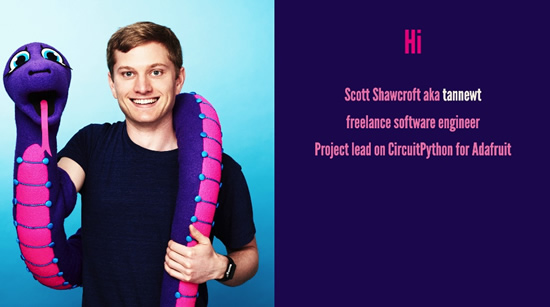 Hi
Scott Shawcroft aka tannewt
freelance software engineer
Project lead on CircuitPython for Adafruit